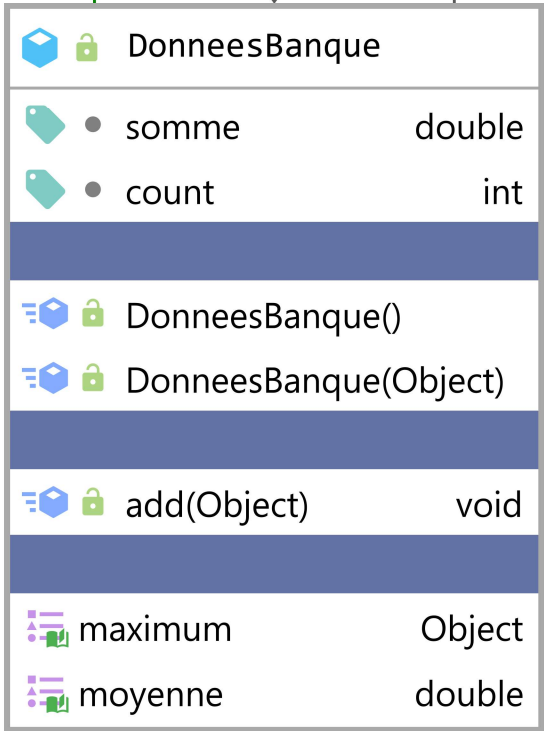 DonneesBanque
somme double
count int
DonneesBanque()
DonneesBanque(Object)
add(Object) void
maximum Object
moyenne double